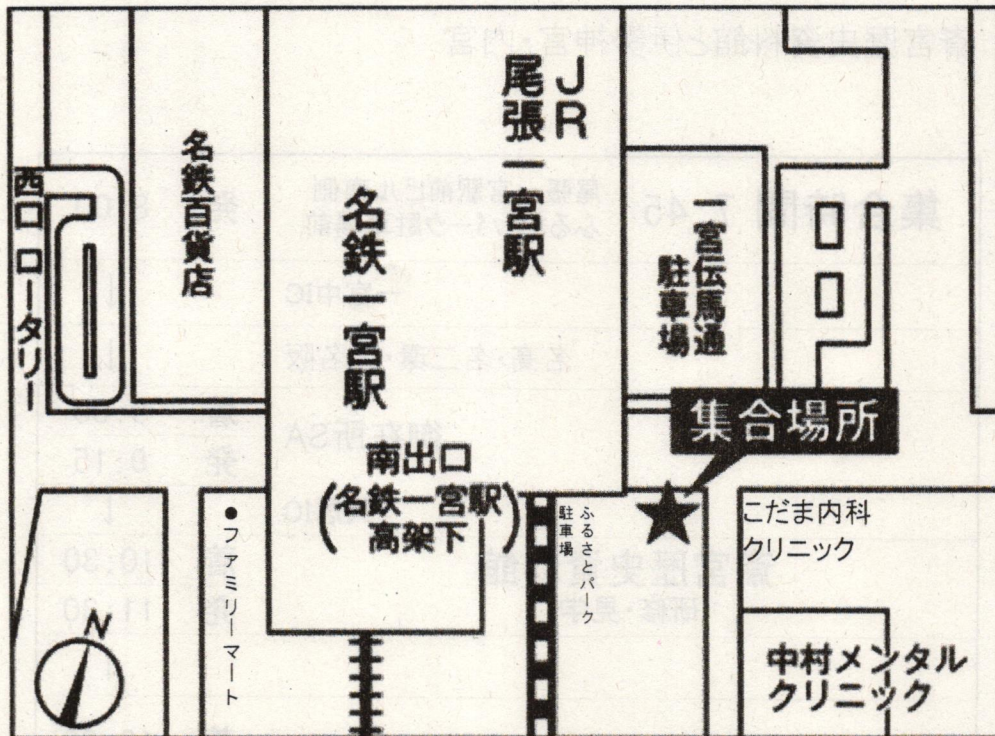 JR
尾張一宮駅
名鉄一宮駅
名鉄百貨店
西口 ロータリー
一宮伝馬通
駐車場
集合場所
南出口
(名鉄一宮駅
高架下)
ふるさとパーク
駐車場
●ファミリーマート
こだま内科
クリニック
中村メンタル
クリニック
N